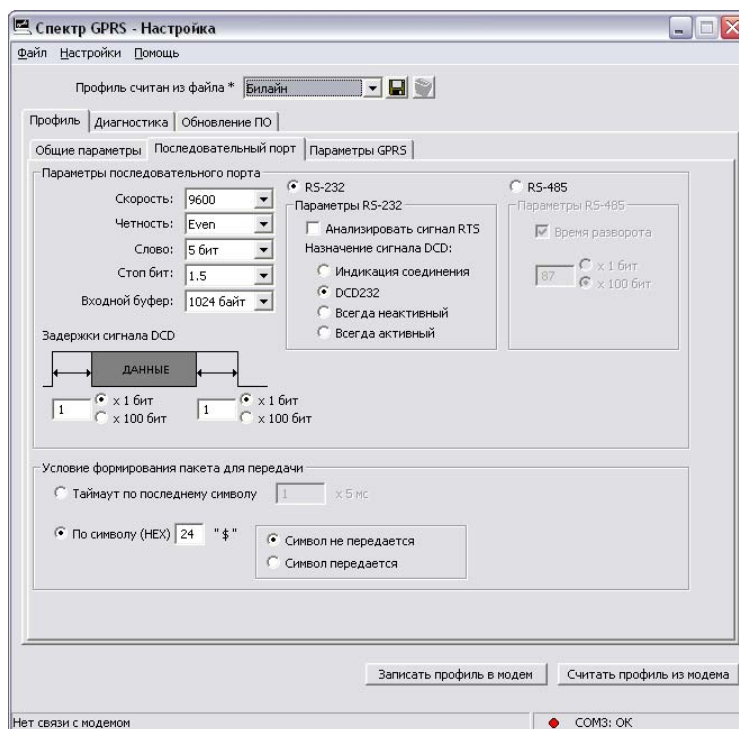 Спектр GPRS - Настройка
Файл Настройки Помощь
Профиль считан из файла * Билайн
Профиль Диагностика Обновление ПО
Общие параметры Последовательный порт Параметры GPRS
Параметры последовательного порта
Скорость: 9600
Четность: Even
Слово: 5 бит
Стоп бит: 1.5
Входной буфер: 1024 байт
RS-232
Параметры RS-232
Анализировать сигнал RTS
Назначение сигнала DCD:
Индикация соединения
DCD232
Всегда неактивный
Всегда активный
RS-485
Параметры RS-485
Время разворота
87 x 1 бит
x 100 бит
Задержки сигнала DCD
ДАННЫЕ
1 x 1 бит
x 100 бит
1 x 1 бит
x 100 бит
Условие формирования пакета для передачи
Таймаут по последнему символу 1 x 5 мс
По символу (HEX) 24 "$"
Символ не передается
Символ передается
Записать профиль в модем Считать профиль из модема
Нет связи с модемом COM3: OK